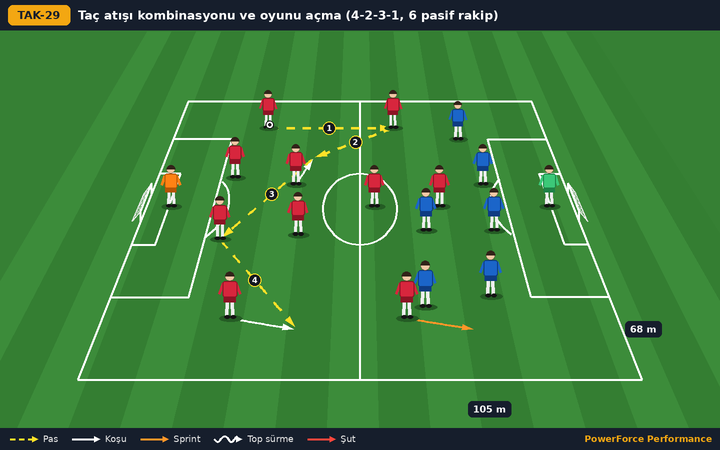 TAK-29 Taç atışı kombinasyonu ve oyunu açma (4-2-3-1, 6 pasif rakip)
1
2
3
4
68 m
105 m
Pas Koşu Sprint Top sürme Şut PowerForce Performance